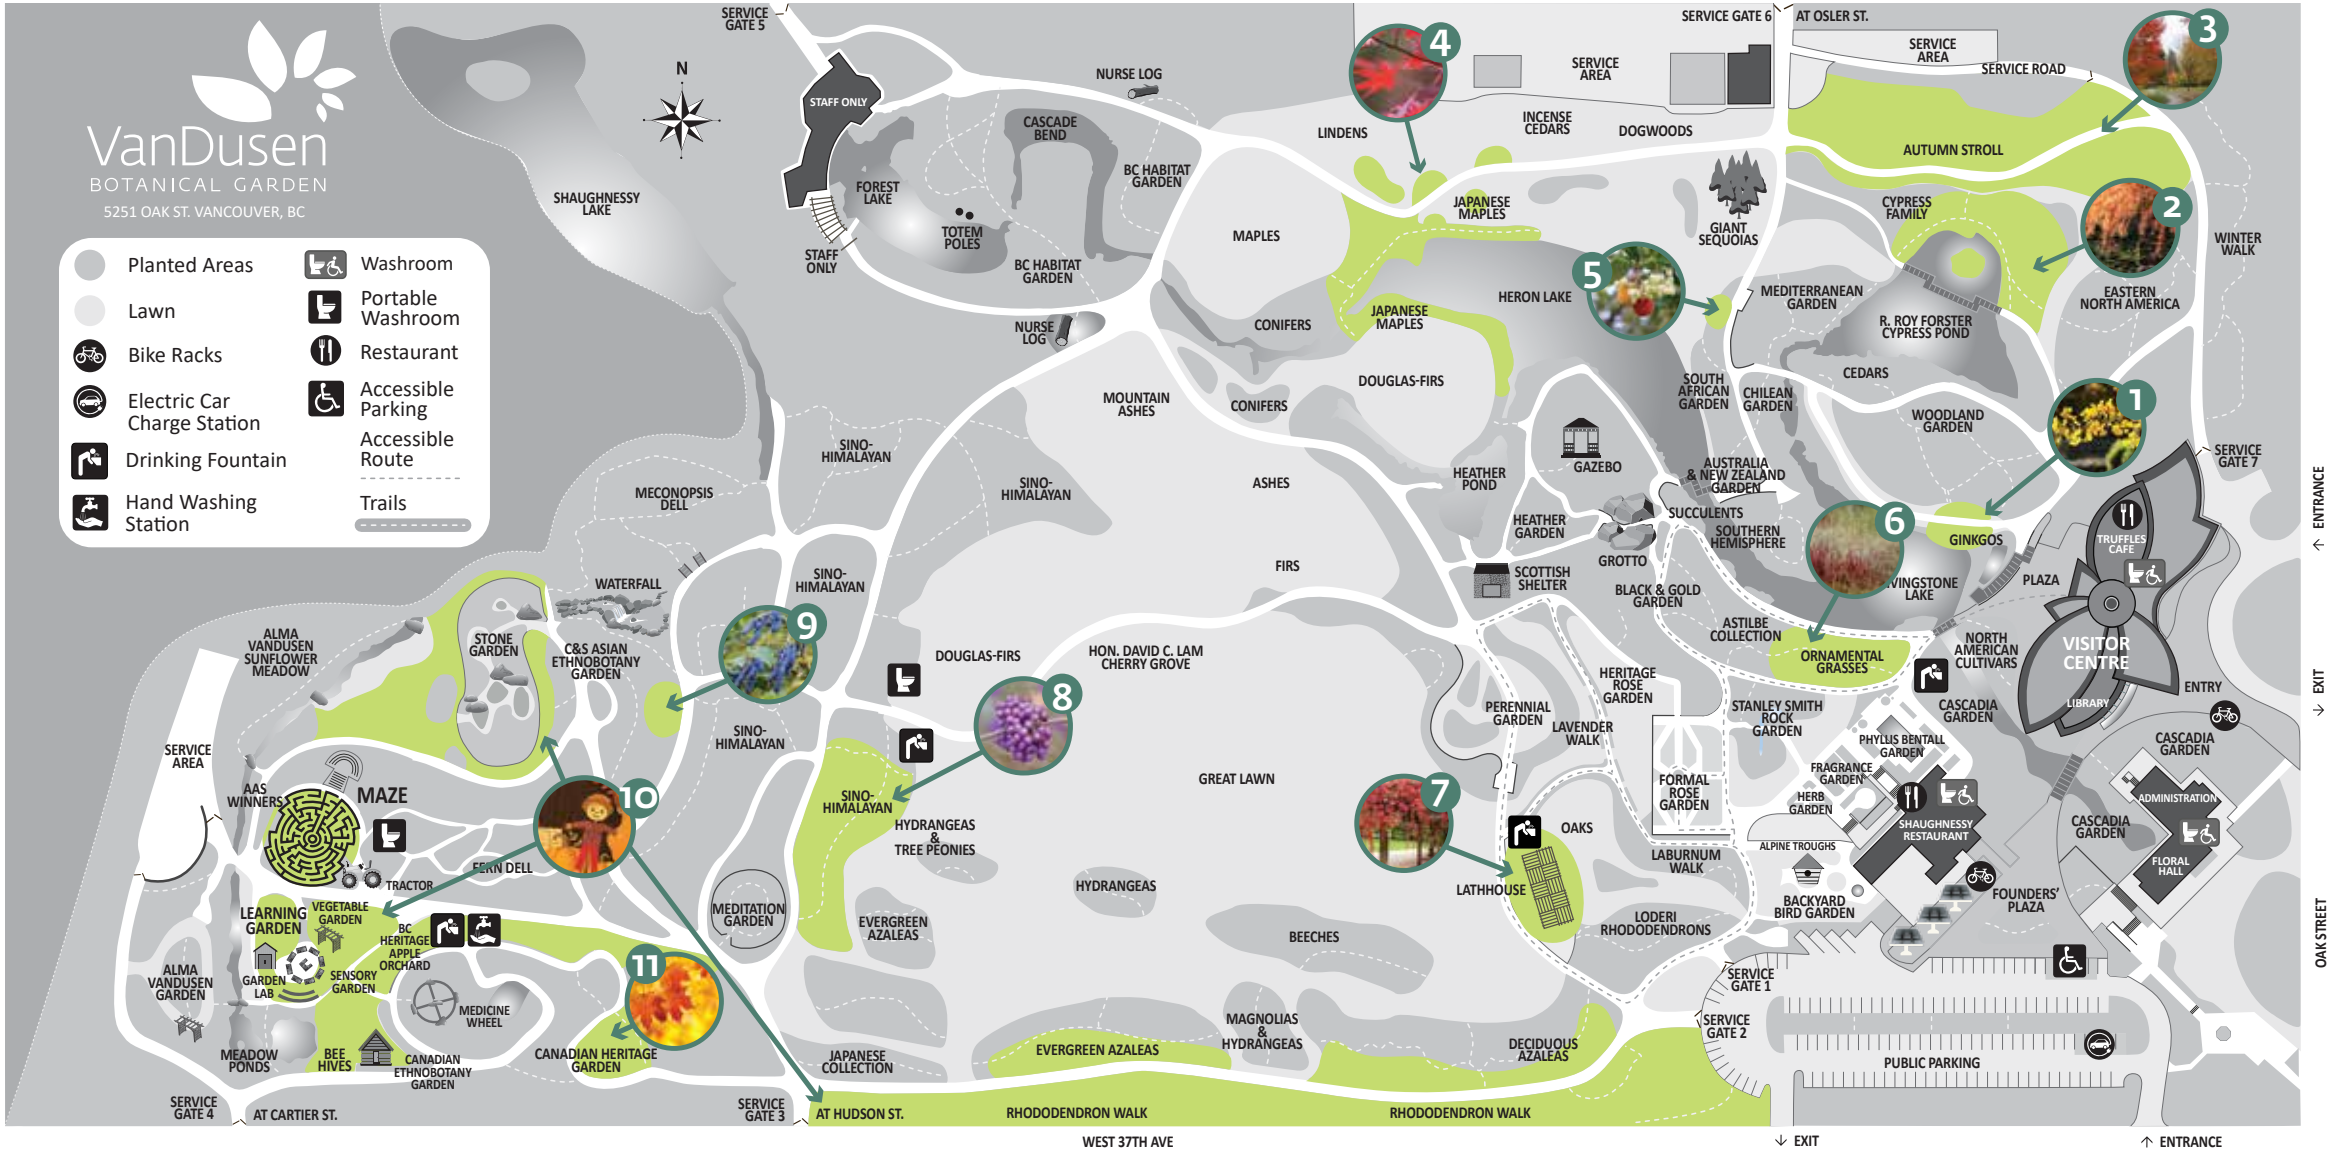 VanDusen
BOTANICAL GARDEN
5251 OAK ST. VANCOUVER, BC
Planted Areas
Lawn
Bike Racks
Electric Car
Charge Station
Drinking Fountain
Hand Washing
Station
Washroom
Portable
Washroom
Restaurant
Accessible
Parking
Accessible
Route
Trails
N
SERVICE
GATE 5
SERVICE GATE 6
AT OSLER ST.
SERVICE
AREA
SERVICE ROAD
3
4
SERVICE
AREA
STAFF ONLY
NURSE LOG
CASCADE
BEND
LINDENS
INCENSE
CEDARS
DOGWOODS
AUTUMN STROLL
BC HABITAT
GARDEN
FOREST
LAKE
SHAUGHNESSY
LAKE
TOTEM
POLES
STAFF
ONLY
BC HABITAT
GARDEN
MAPLES
JAPANESE
MAPLES
GIANT
SEQUOIAS
CYPRESS
FAMILY
2
WINTER
WALK
5
HERON LAKE
MEDITERRANEAN
GARDEN
EASTERN
NORTH AMERICA
NURSE
LOG
CONIFERS
JAPANESE
MAPLES
R. ROY FORSTER
CYPRESS POND
DOUGLAS-FIRS
CEDARS
MOUNTAIN
ASHES
CONIFERS
SOUTH
AFRICAN
GARDEN
CHILEAN
GARDEN
WOODLAND
GARDEN
1
SINO-
HIMALAYAN
GAZEBO
SERVICE
GATE 7
ENTRANCE
MECONOPSIS
DELL
SINO-
HIMALAYAN
ASHES
HEATHER
POND
AUSTRALIA
& NEW ZEALAND
GARDEN
SUCCULENTS
HEATHER
GARDEN
SOUTHERN
HEMISPHERE
6
GINKGOS
TRUFFLES
CAFE
GROTTO
FIRS
SCOTTISH
SHELTER
WATERFALL
SINO-
HIMALAYAN
BLACK & GOLD
GARDEN
VINGSTONE
LAKE
PLAZA
9
ALMA
VANDUSEN
SUNFLOWER
MEADOW
STONE
GARDEN
C&S ASIAN
ETHNOBOTANY
GARDEN
DOUGLAS-FIRS
HON. DAVID C. LAM
CHERRY GROVE
ASTILBE
COLLECTION
ORNAMENTAL
GRASSES
NORTH
AMERICAN
CULTIVARS
VISITOR
CENTRE
EXIT
ENTRY
LIBRARY
8
HERITAGE
ROSE
GARDEN
PERENNIAL
GARDEN
LAVENDER
WALK
STANLEY SMITH
ROCK
GARDEN
CASCADIA
GARDEN
SINO-
HIMALAYAN
PHYLLIS BENTALL
GARDEN
CASCADIA
GARDEN
SERVICE
AREA
AAS
WINNERS
MAZE
10
SINO-
HIMALAYAN
GREAT LAWN
7
FORMAL
ROSE
GARDEN
FRAGRANCE
GARDEN
HERB
GARDEN
ADMINISTRATION
HYDRANGEAS
&
TREE PEONIES
OAKS
SHAUGHNESSY
RESTAURANT
CASCADIA
GARDEN
ALPINE TROUGHS
LABURNUM
WALK
FLORAL
HALL
TRACTOR
FERN DELL
HYDRANGEAS
LATHHOUSE
BACKYARD
BIRD GARDEN
FOUNDERS'
PLAZA
LEARNING
GARDEN
VEGETABLE
GARDEN
MEDITATION
GARDEN
EVERGREEN
AZALEAS
BEECHES
LODERI
RHODODENDRONS
OAK STREET
BC
HERITAGE
APPLE
ORCHARD
ALMA
VANDUSEN
GARDEN
GARDEN
LAB
SENSORY
GARDEN
11
SERVICE
GATE 1
MEDICINE
WHEEL
MAGNOLIAS
&
HYDRANGEAS
SERVICE
GATE 2
MEADOW
PONDS
BEE
HIVES
CANADIAN
ETHNOBOTANY
GARDEN
CANADIAN HERITAGE
GARDEN
JAPANESE
COLLECTION
EVERGREEN AZALEAS
DECIDUOUS
AZALEAS
PUBLIC PARKING
SERVICE
GATE 4
AT CARTIER ST.
SERVICE
GATE 3
AT HUDSON ST.
RHODODENDRON WALK
RHODODENDRON WALK
WEST 37TH AVE
EXIT
ENTRANCE